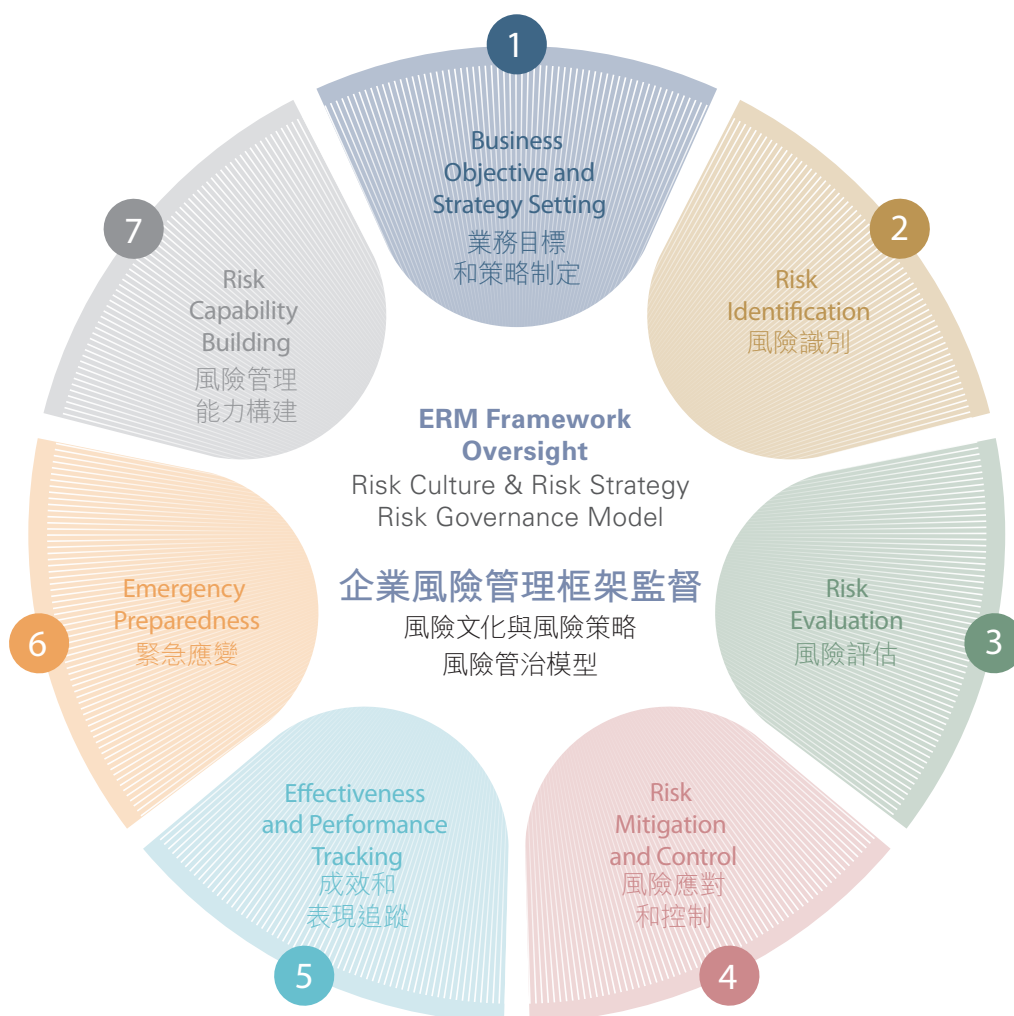 1
Business
Objective and
Strategy Setting
業務目標
和策略制定
2
Risk
Identification
風險識別
3
Risk
Evaluation
風險評估
4
Risk
Mitigation
and Control
風險應對
和控制
5
Effectiveness
and Performance
Tracking
成效和
表現追蹤
6
Emergency
Preparedness
緊急應變
7
Risk
Capability
Building
風險管理
能力構建
ERM Framework
Oversight
Risk Culture & Risk Strategy
Risk Governance Model
企業風險管理框架監督
風險文化與風險策略
風險管治模型